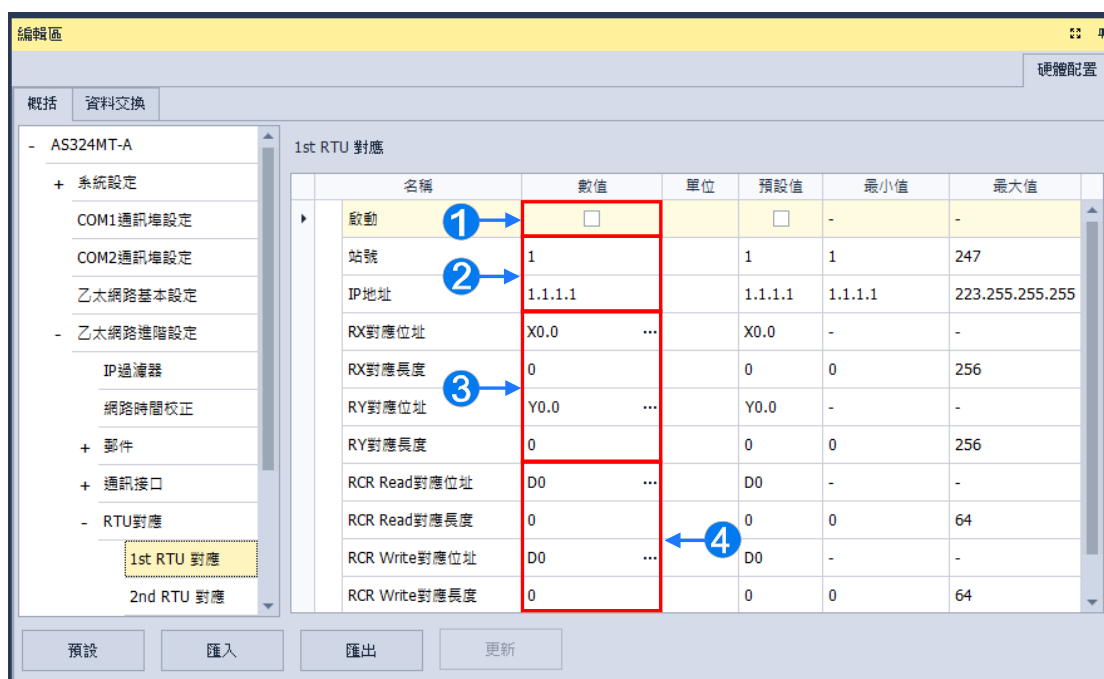 編輯區
硬體配置
概括 資料交換
- AS324MT-A
+ 系統設定
COM1通訊埠設定
COM2通訊埠設定
乙太網路基本設定
- 乙太網路進階設定
IP過濾器
網路時間校正
+ 郵件
+ 通訊接口
- RTU對應
1st RTU 對應
2nd RTU 對應
1st RTU 對應
名稱 數值 單位 預設值 最小值 最大值
啟動 1 - -
站號 1 1 1 247
2
IP地址 1.1.1.1 1.1.1.1 1.1.1.1 223.255.255.255
RX對應位址 X0.0 ... X0.0 - -
RX對應長度 0 0 0 256
3
RY對應位址 Y0.0 ... Y0.0 - -
RY對應長度 0 0 0 256
RCR Read對應位址 D0 ... D0 - -
RCR Read對應長度 0 0 0 64
4
RCR Write對應位址 D0 ... D0 - -
RCR Write對應長度 0 0 0 64
預設 匯入 匯出 更新